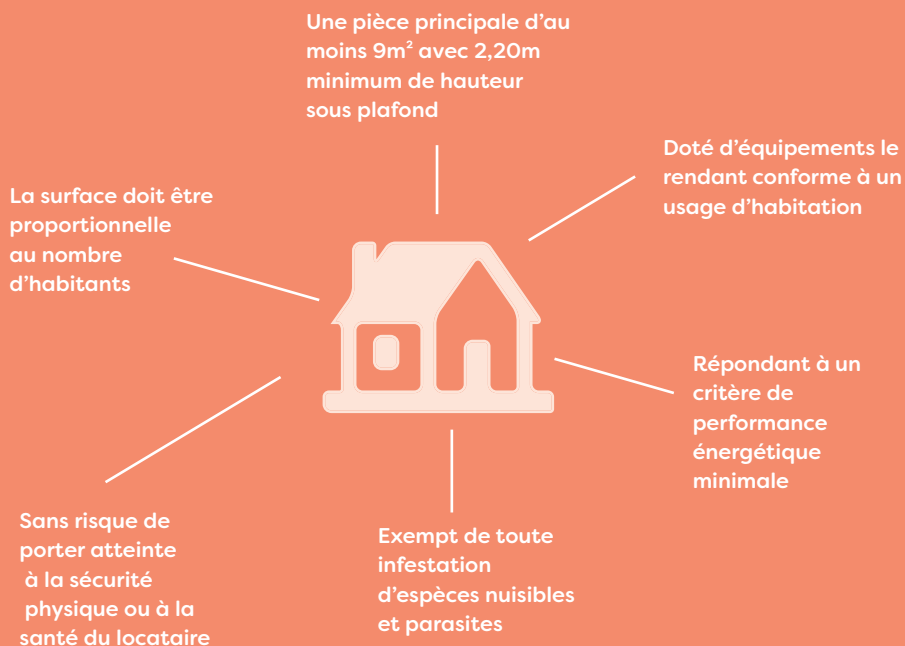 Une pièce principale d'au
moins 9m² avec 2,20m
minimum de hauteur
sous plafond
Doté d'équipements le
rendant conforme à un
usage d'habitation
La surface doit être
proportionnelle
au nombre
d'habitants
Répondant à un
critère de
performance
énergétique
minimale
Sans risque de
porter atteinte
à la sécurité
physique ou à la
santé du locataire
Exempt de toute
infestation
d'espèces nuisibles
et parasites